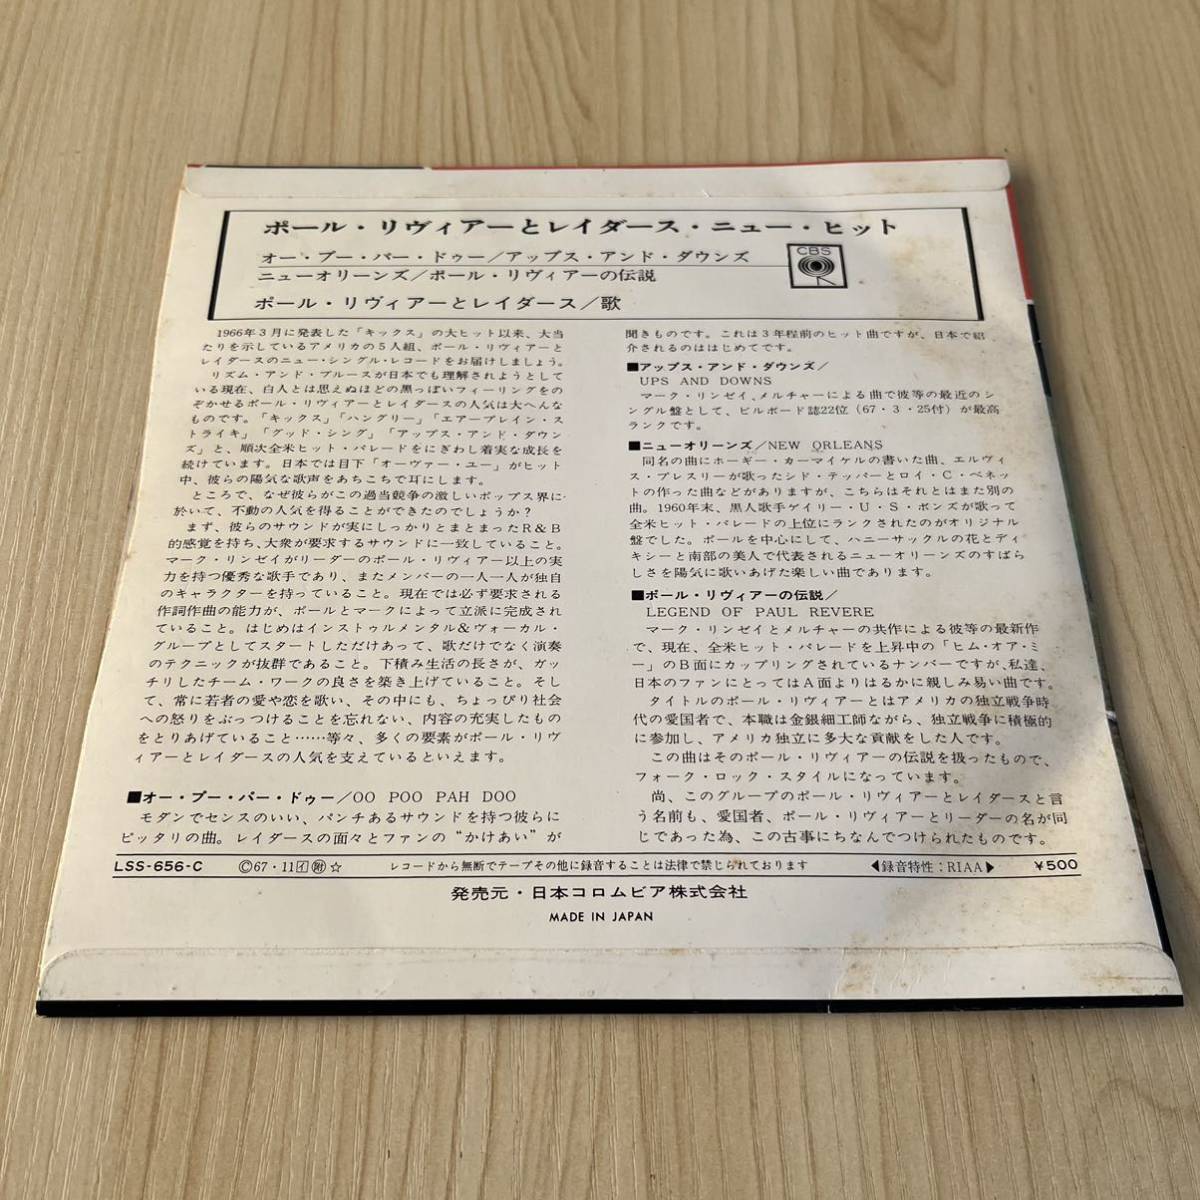 ポール・リヴィアーとレイダース・ニュー・ヒット
オー・プー・パー・ドゥー/アップス・アンド・ダウンズ
ニューオリーンズ/ポール・リヴィアーの伝説
ポール・リヴィアーとレイダース/歌
CBS
1966年3月に発表した「キックス」の大ヒット以来、大当
たりを示しているアメリカの5人組、ポール・リヴィアーと
レイダースのニュー・シングル・レコードをお届けしましょう。
リズム・アンド・ブルースが日本でも理解されようとして
いる現在、白人とは思えぬほどの黒っぽいフィーリングをの
ぞかせるポール・リヴィアーとレイダースの人気は大へんな
ものです。「キックス」「ハングリー」「エアープレイン・ス
トライキ」「グッド・シング」「アップス・アンド・ダウン
ズ」と、順次全米ヒット・パレードをにぎわし着実な成長を
続けています。日本では目下「オーヴァー・ユー」がヒット
中、彼らの陽気な歌声をあちこちで耳にします。
ところで、なぜ彼らがこの過当競争の激しいポップス界に
於いて、不動の人気を得ることができたのでしょうか?
まず、彼らのサウンドが実にしっかりとまとまったR&B
的感覚を持ち、大衆が要求するサウンドに一致していること。
マーク・リンゼイがリーダーのポール・リヴィアー以上の実
力を持つ優秀な歌手であり、またメンバーの一人一人が独自
のキャラクターを持っていること。現在では必ず要求される
作詞作曲の能力が、ポールとマークによって立派に完成され
ていること。はじめはインストゥルメンタル&ヴォーカル・
グループとしてスタートしただけあって、歌だけでなく演奏
のテクニックが抜群であること。下積み生活の長さが、ガッ
チリしたチーム・ワークの良さを築き上げていること。そし
て、常に若者の愛や恋を歌い、その中にも、ちょっぴり社会
への怒りをぶっつけることを忘れない、内容の充実したもの
をとりあげていること……等々、多くの要素がポール・リヴ
ィアーとレイダースの人気を支えているといえます。
■オー・プー・パー・ドゥー/OO POO PAH DOO
モダンでセンスのいい、パンチあるサウンドを持つ彼らに
ピッタリの曲。レイダースの面々とファンの“かけあい”が
聞きものです。これは3年程前のヒット曲ですが、日本で紹
介されるのははじめてです。
■アップス・アンド・ダウンズ/
UPS AND DOWNS
マーク・リンゼイ、メルチャーによる曲で彼等の最近のシ
ングル盤として、ビルボード誌22位(67・3・25付)が最高
ランクです。
■ニューオリーンズ/NEW ORLEANS
同名の曲にホーギー・カーマイケルの書いた曲、エルヴィ
ス・プレスリーが歌ったシド・テッパーとロイ・C・ベネッ
トの作った曲などがありますが、こちらはそれとはまた別の
曲。1960年末、黒人歌手ゲイリー・U・S・ボンズが歌って
全米ヒット・パレードの上位にランクされたのがオリジナル
盤でした。ポールを中心にして、ハニーサックルの花とディ
キシーと南部の美人で代表されるニューオリーンズのすばら
しさを陽気に歌いあげた楽しい曲であります。
■ポール・リヴィアーの伝説/
LEGEND OF PAUL REVERE
マーク・リンゼイとメルチャーの共作による彼等の最新作
で、現在、全米ヒット・パレードを上昇中の「ヒム・オア・ミ
ー」のB面にカップリングされているナンバーですが、私達、
日本のファンにとってはA面よりはるかに親しみ易い曲です。
タイトルのポール・リヴィアーとはアメリカの独立戦争時
代の愛国者で、本職は金銀細工師ながら、独立戦争に積極的
に参加し、アメリカ独立に多大な貢献をした人です。
この曲はそのポール・リヴィアーの伝説を扱ったもので、
フォーク・ロック・スタイルになっています。
尚、このグループのポール・リヴィアーとレイダースと言
う名前も、愛国者、ポール・リヴィアーとリーダーの名が同
じであった為、この古事にちなんでつけられたものです。
LSS-656-C Ⓒ67・11㋑㈵☆ レコードから無断でテープその他に録音することは法律で禁じられております ◀録音特性:RIAA▶ ¥500
発売元・日本コロムビア株式会社
MADE IN JAPAN